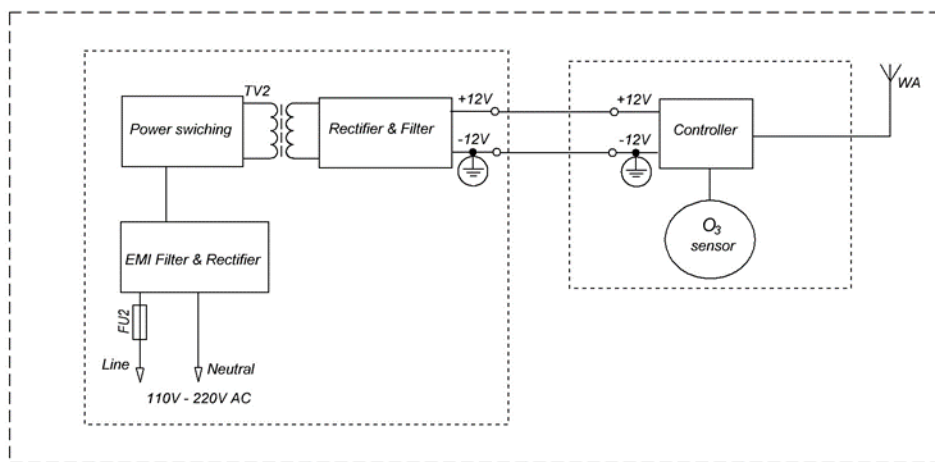 TV2
Power swiching
Rectifier & Filter
+12V
-12V
+12V
-12V
Controller
WA
O₃
sensor
EMI Filter & Rectifier
FU2
Line
Neutral
110V - 220V AC